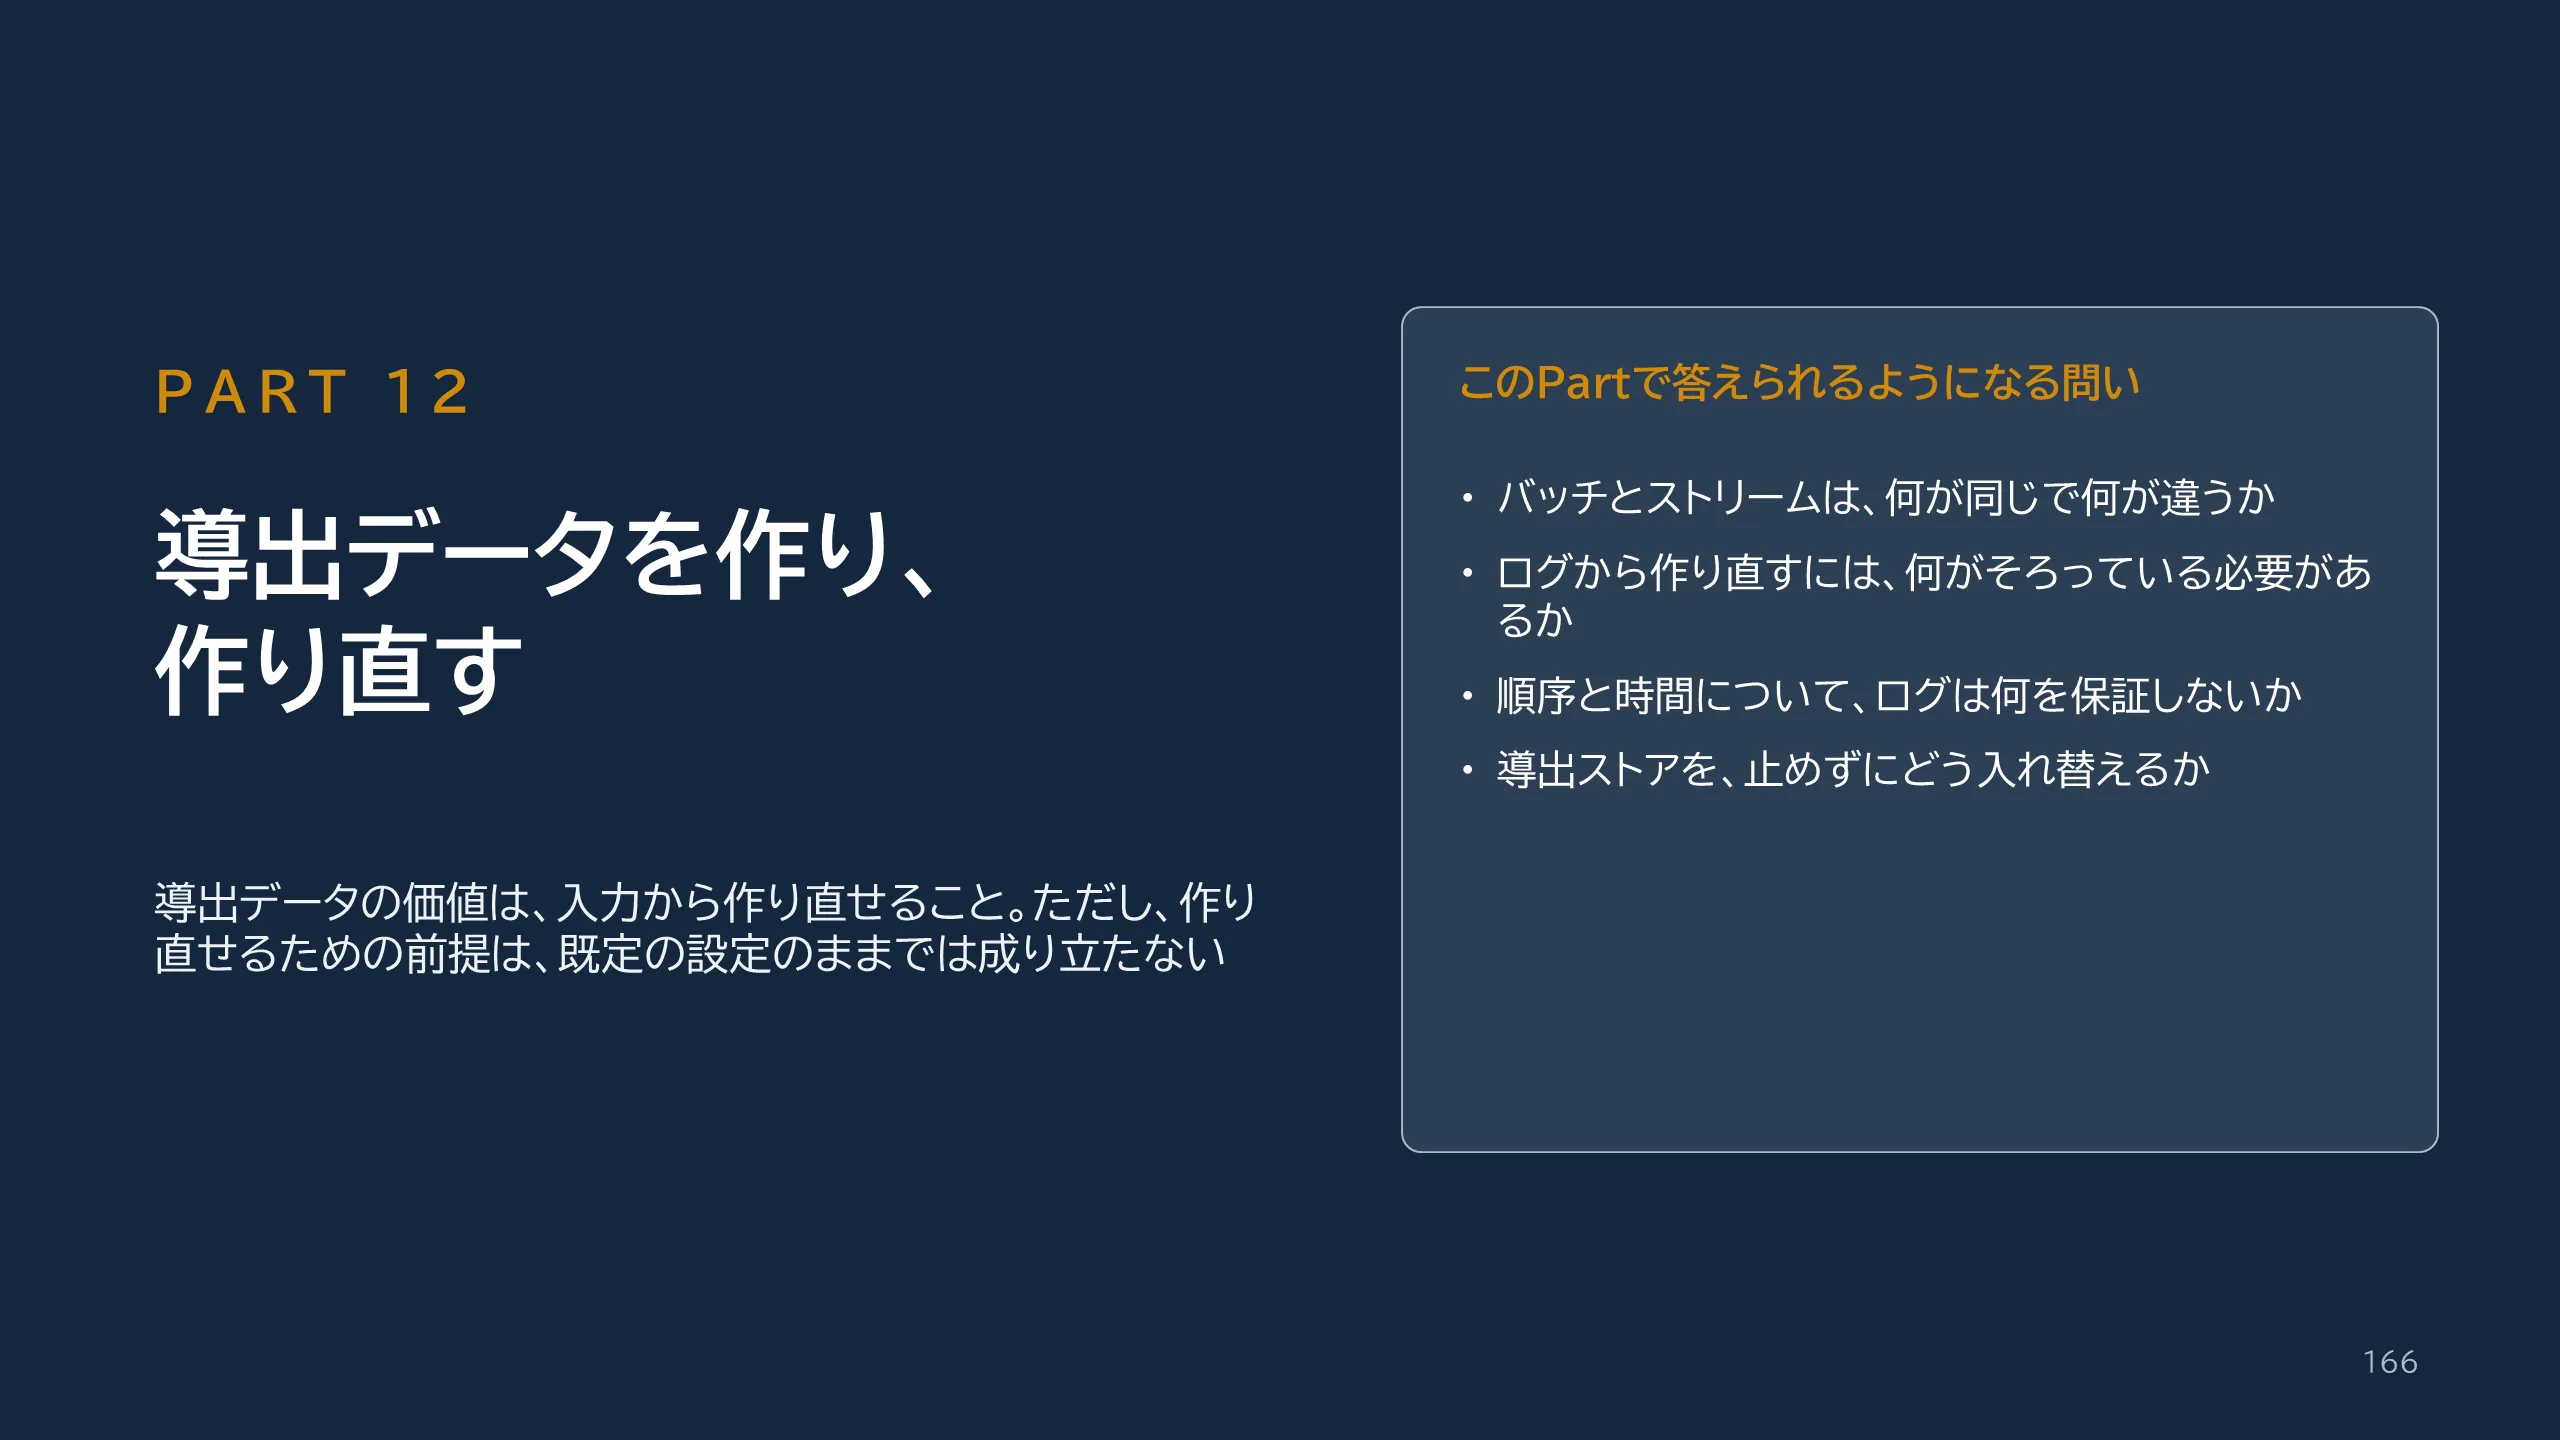 PART 12
導出データを作り、
作り直す
導出データの価値は、入力から作り直せること。ただし、作り
直せるための前提は、既定の設定のままでは成り立たない
このPartで答えられるようになる問い
• バッチとストリームは、何が同じで何が違うか
• ログから作り直すには、何がそろっている必要があ
るか
• 順序と時間について、ログは何を保証しないか
• 導出ストアを、止めずにどう入れ替えるか
166